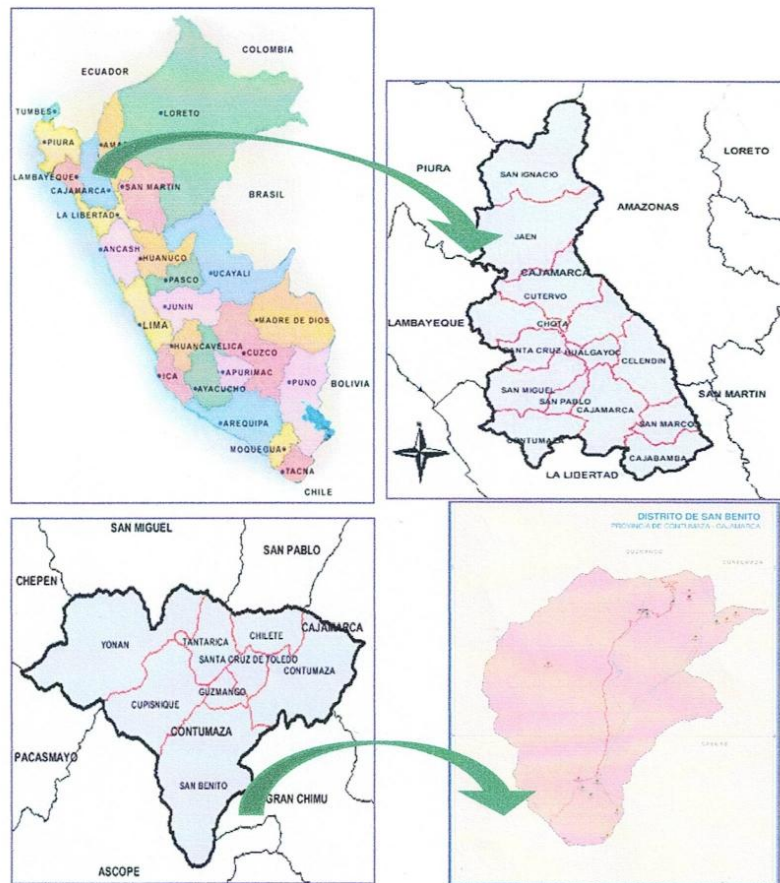 COLOMBIA
ECUADOR
TUMBES
LORETO
PIURA
AMA
LAMBAYEQUE
SAN MARTIN
CAJAMARCA
BRASIL
LA LIBERTAD
ANCASH
HUANUCO
UCAYALI
PASCO
JUNIN
LIMA
MADRE DE DIOS
HUANCAVELICA
CUZCO
ICA
APURIMAC
PUNO
AYACUCHO
BOLIVIA
AREQUIPA
MOQUEGUA
TACNA
CHILE
LORETO
PIURA
SAN IGNACIO
AMAZONAS
JAEN
CAJAMARCA
CUTERVO
LAMBAYEQUE
CHOTA
SANTA CRUZ
HUALGAYOC
CELENDIN
SAN MIGUEL
SAN MARTIN
SAN PABLO
CAJAMARCA
SAN MARCOS
CONTUMAZA
CAJABAMBA
LA LIBERTAD
SAN MIGUEL
SAN PABLO
CHEPEN
CAJAMARCA
YONAN
TANTARICA
CHILETE
SANTA CRUZ DE TOLEDO
CONTUMAZA
GUZMANGO
CUPISNIQUE
CONTUMAZA
PACASMAYO
SAN BENITO
GRAN CHIMU
ASCOPE
DISTRITO DE SAN BENITO
PROVINCIA DE CONTUMAZA - CAJAMARCA
GUZMANGO
CONTUMAZA